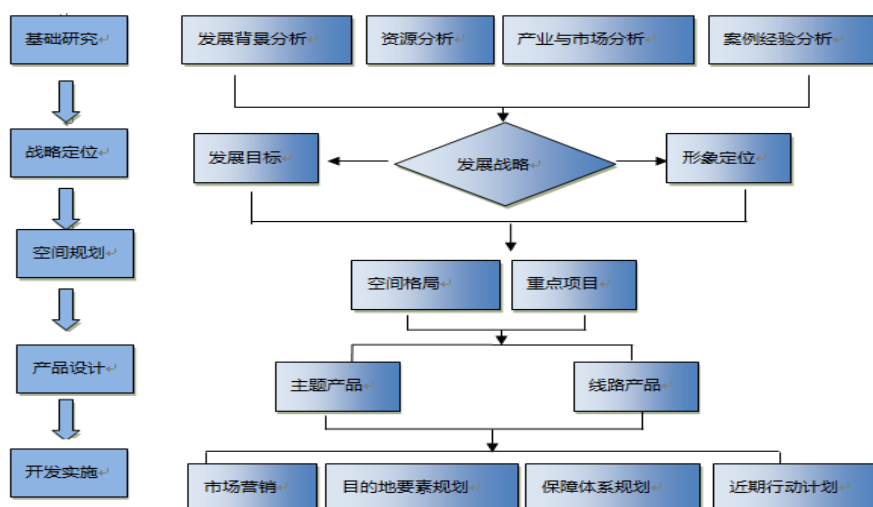 基础研究
发展背景分析
资源分析
产业与市场分析
案例经验分析
战略定位
发展目标
发展战略
形象定位
空间规划
空间格局
重点项目
产品设计
主题产品
线路产品
开发实施
市场营销
目的地要素规划
保障体系规划
近期行动计划